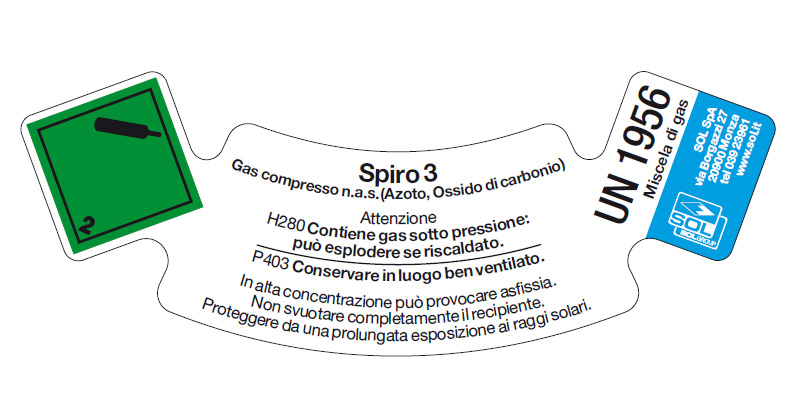 2
Spiro 3
Gas compresso n.a.s.(Azoto, Ossido di carbonio)
Attenzione
H280 Contiene gas sotto pressione:
può esplodere se riscaldato.
P403 Conservare in luogo ben ventilato.
In alta concentrazione può provocare asfissia.
Non svuotare completamente il recipiente.
Proteggere da una prolungata esposizione ai raggi solari.
UN 1956
Miscela di gas
SOL SpA
via Borgazzi 27
20900 Monza
tel 039 23961
www.sol.it
SOL
SOLGROUP